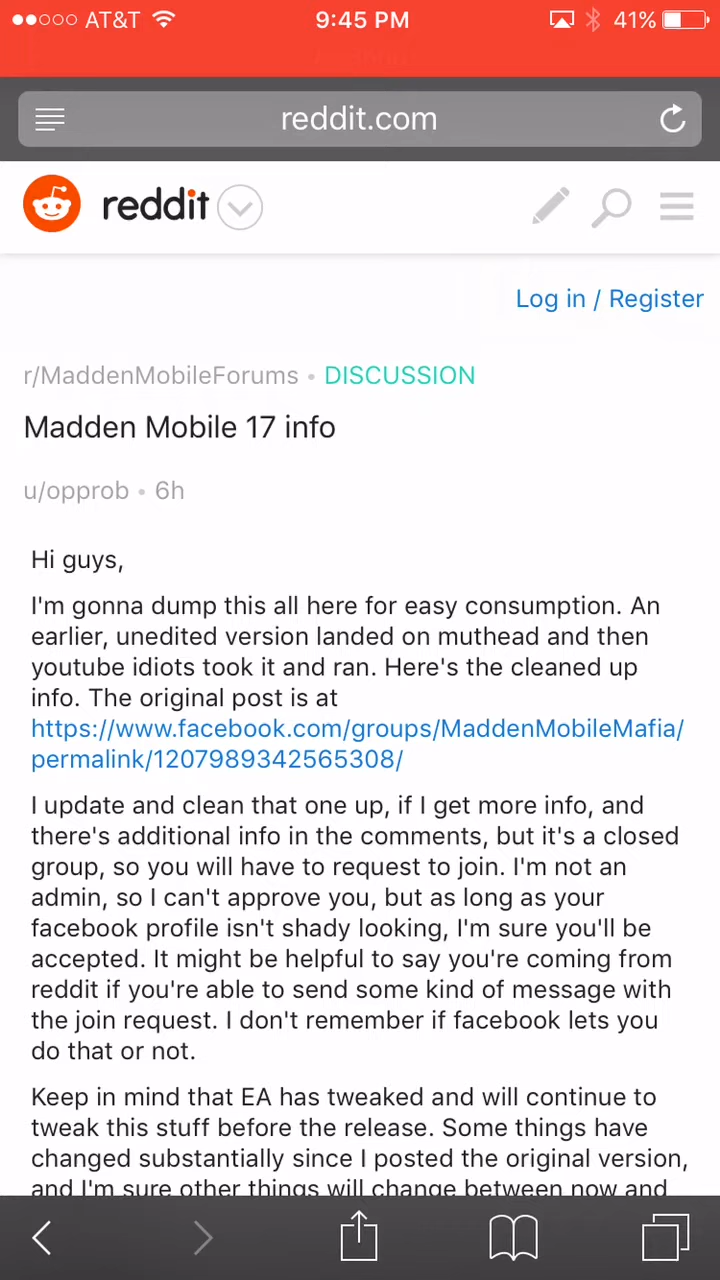 AT&T 9:45 PM 41%
reddit.com
reddit
Log in / Register
r/MaddenMobileForums • DISCUSSION
Madden Mobile 17 info
u/opprob • 6h
Hi guys,
I'm gonna dump this all here for easy consumption. An
earlier, unedited version landed on muthead and then
youtube idiots took it and ran. Here's the cleaned up
info. The original post is at
https://www.facebook.com/groups/MaddenMobileMafia/
permalink/1207989342565308/
I update and clean that one up, if I get more info, and
there's additional info in the comments, but it's a closed
group, so you will have to request to join. I'm not an
admin, so I can't approve you, but as long as your
facebook profile isn't shady looking, I'm sure you'll be
accepted. It might be helpful to say you're coming from
reddit if you're able to send some kind of message with
the join request. I don't remember if facebook lets you
do that or not.
Keep in mind that EA has tweaked and will continue to
tweak this stuff before the release. Some things have
changed substantially since I posted the original version,
and I'm sure other things will change between now and